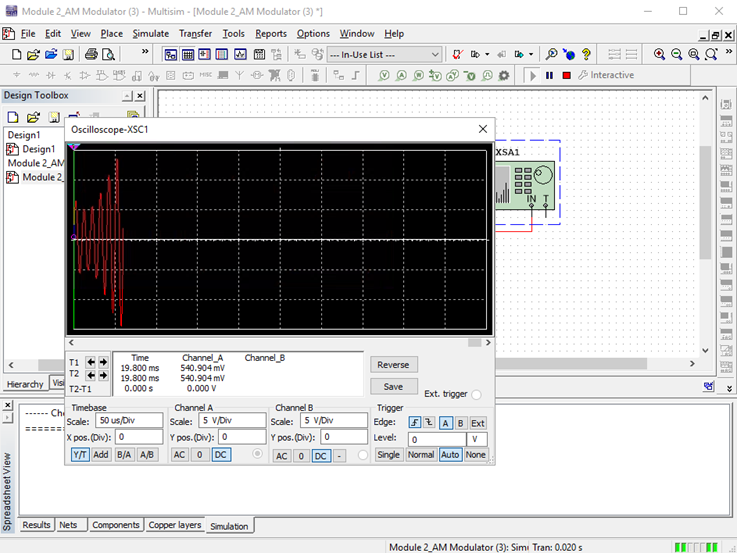 Module 2_AM Modulator (3) - Multisim - [Module 2_AM Modulator (3) *]
File Edit View Place Simulate Transfer Tools Reports Options Window Help
--- In-Use List ---
Interactive
Design Toolbox
Design1
Design1
Module 2_AM
Module 2_
Hierarchy
Visi
Oscilloscope-XSC1
XSA1
IN T
Time Channel_A Channel_B
T1 19.800 ms 540.904 mV
T2 19.800 ms 540.904 mV
T2-T1 0.000 s 0.000 V
Reverse
Save
Ext. trigger
Timebase Channel A Channel B Trigger
Scale: 50 us/Div Scale: 5 V/Div Scale: 5 V/Div Edge: A B Ext
X pos.(Div): 0 Y pos.(Div): 0 Y pos.(Div): 0 Level: 0 V
Y/T Add B/A A/B AC 0 DC AC 0 DC - Single Normal Auto None
------ Che
Spreadsheet View
Results Nets Components Copper layers Simulation
Module 2_AM Modulator (3): Simu Tran: 0.020 s